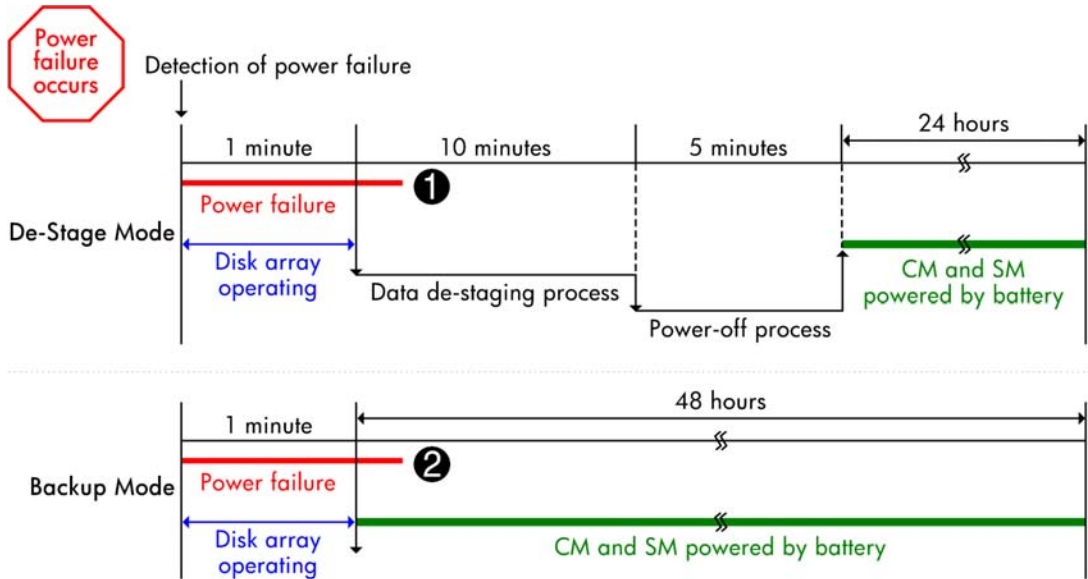 Power
failure
occurs
Detection of power failure
24 hours
1 minute
10 minutes
5 minutes
1
Power failure
De-Stage Mode
Disk array
operating
Data de-staging process
Power-off process
CM and SM
powered by battery
48 hours
1 minute
2
Power failure
Backup Mode
Disk array
operating
CM and SM powered by battery